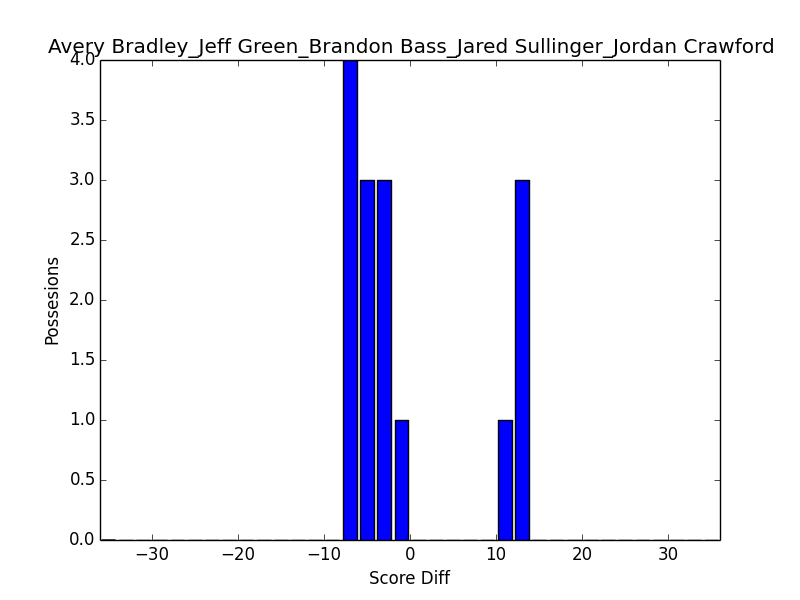 Avery Bradley_Jeff Green_Brandon Bass_Jared Sullinger_Jordan Crawford
4.0
3.5
3.0
2.5
2.0
1.5
1.0
0.5
0.0
Possesions
−30 −20 −10 0 10 20 30
Score Diff